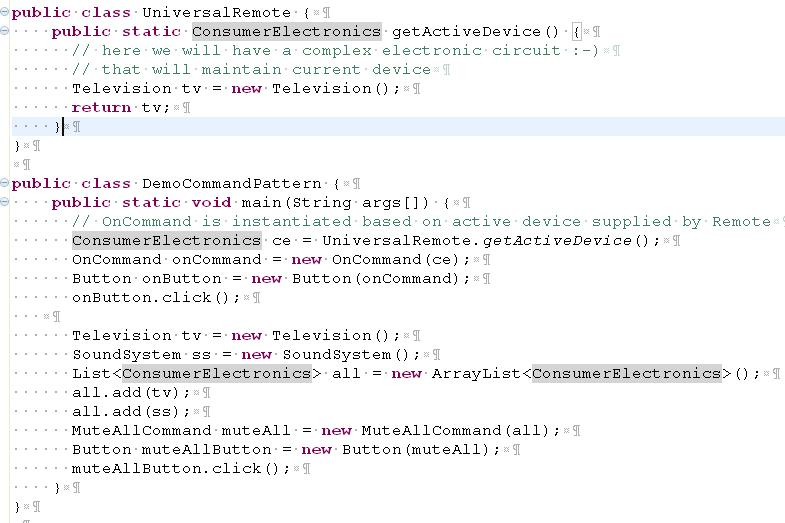 public class UniversalRemote {
    public static ConsumerElectronics getActiveDevice() {
        // here we will have a complex electronic circuit :-)
        // that will maintain current device
        Television tv = new Television();
        return tv;
    }
}

public class DemoCommandPattern {
    public static void main(String args[]) {
        // OnCommand is instantiated based on active device supplied by Remote
        ConsumerElectronics ce = UniversalRemote.getActiveDevice();
        OnCommand onCommand = new OnCommand(ce);
        Button onButton = new Button(onCommand);
        onButton.click();

        Television tv = new Television();
        SoundSystem ss = new SoundSystem();
        List<ConsumerElectronics> all = new ArrayList<ConsumerElectronics>();
        all.add(tv);
        all.add(ss);
        MuteAllCommand muteAll = new MuteAllCommand(all);
        Button muteAllButton = new Button(muteAll);
        muteAllButton.click();
    }
}